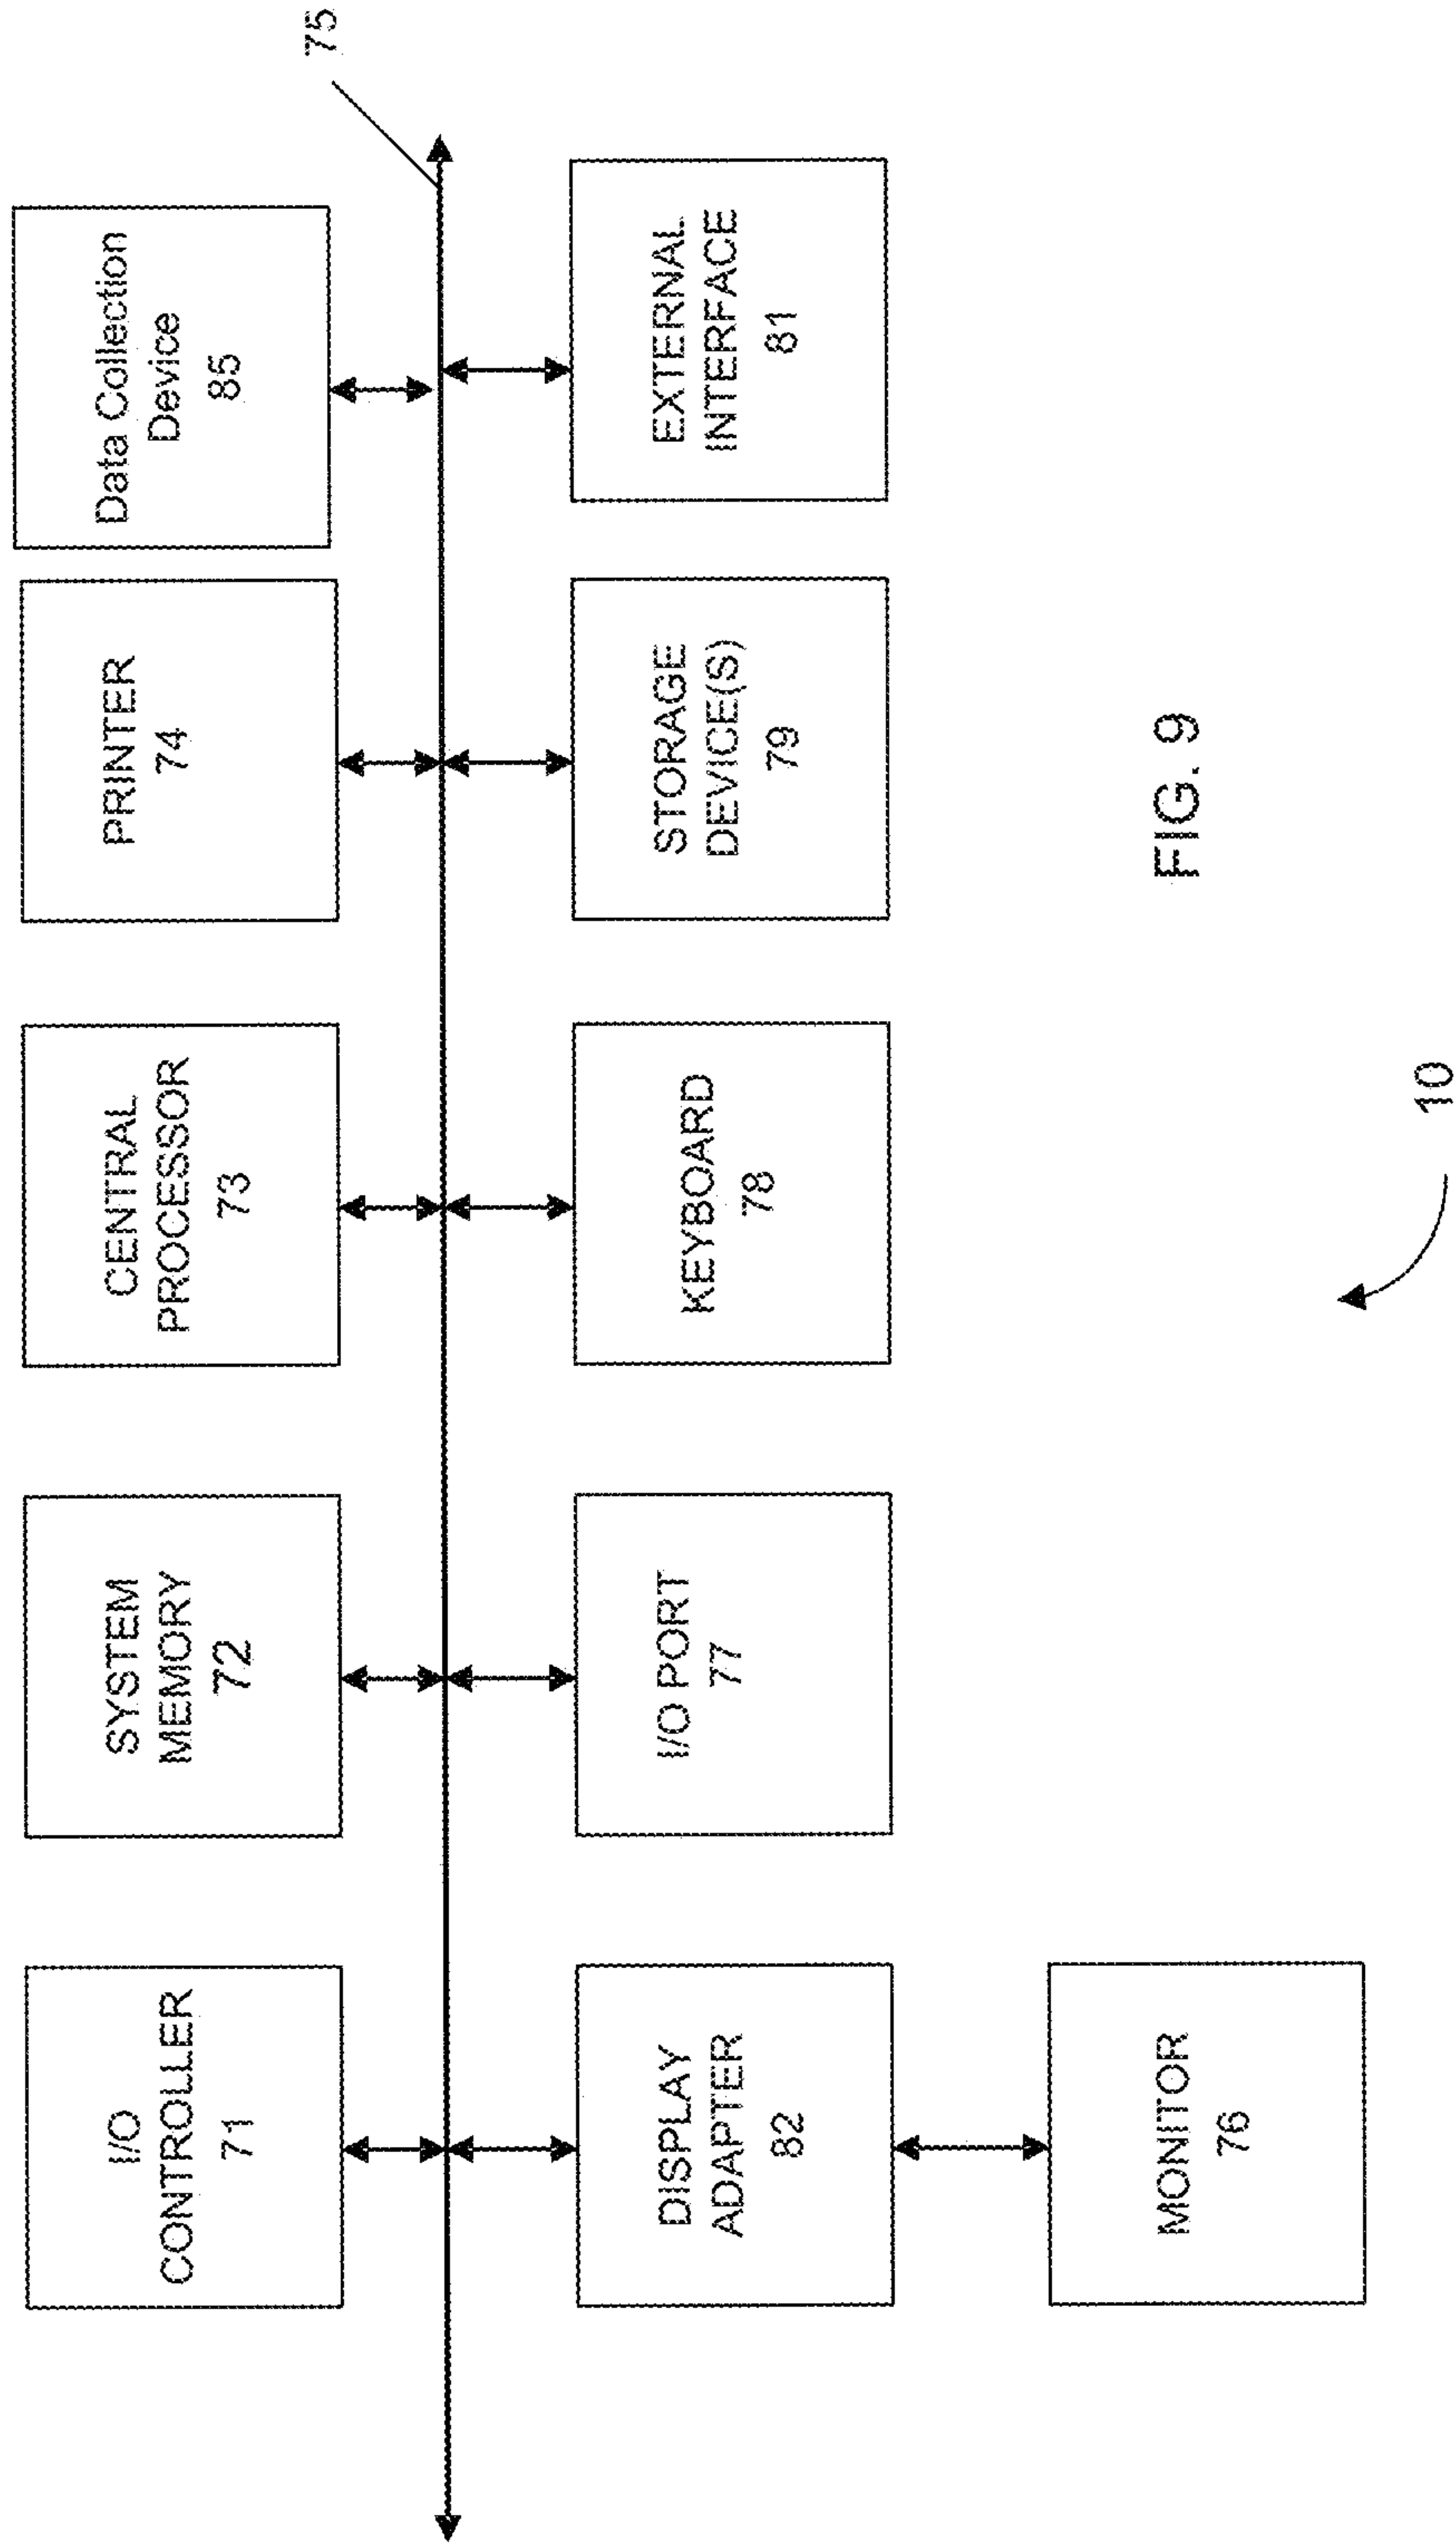 I/O
CONTROLLER
71
SYSTEM
MEMORY
72
CENTRAL
PROCESSOR
73
PRINTER
74
Data Collection
Device
85
75
DISPLAY
ADAPTER
82
I/O PORT
77
KEYBOARD
78
STORAGE
DEVICE(S)
79
EXTERNAL
INTERFACE
81
MONITOR
76
FIG. 9
10